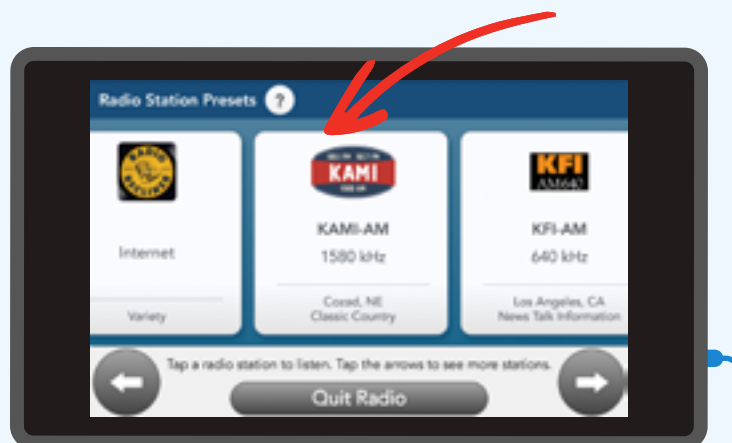 Radio Station Presets ?
RADIO
Internet
Variety
KAMI
KAMI-AM
1580 kHz
Cozad, NE
Classic Country
KFI
AM640
KFI-AM
640 kHz
Los Angeles, CA
News Talk Information
Tap a radio station to listen. Tap the arrows to see more stations.
Quit Radio